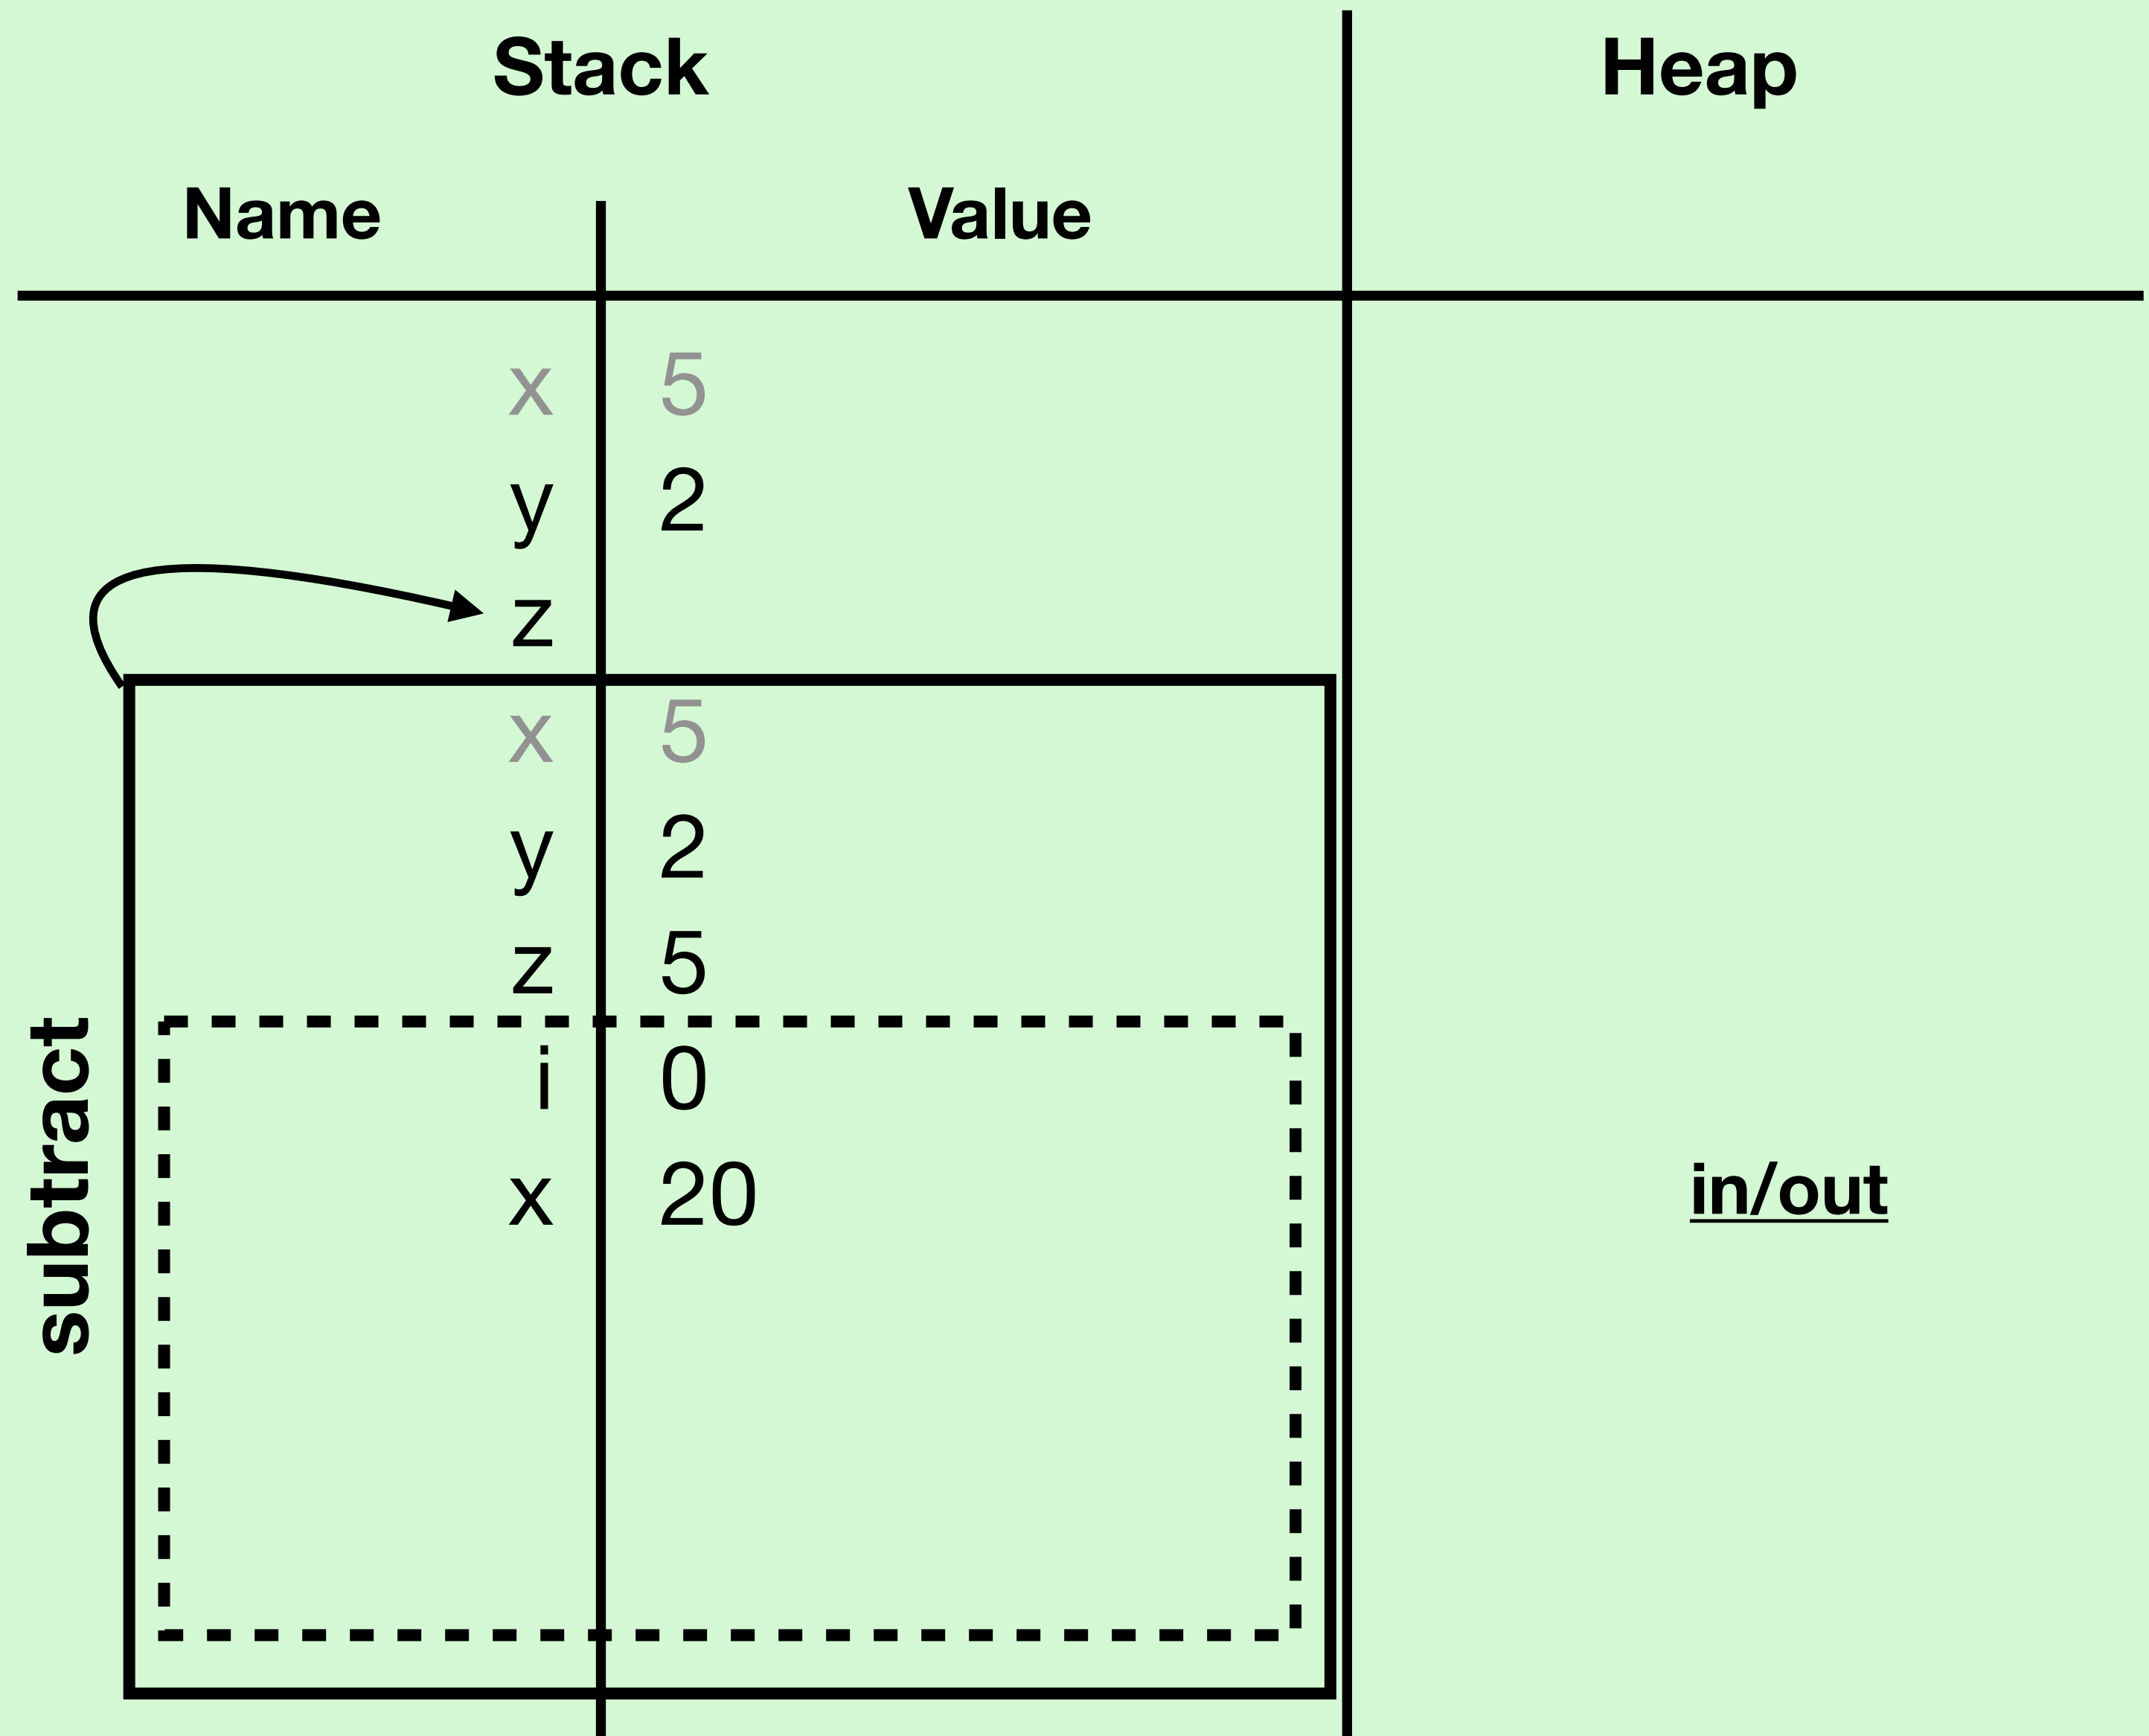 Stack Heap
Name Value
x 5
y 2
z
x 5
y 2
z 5
i 0
x 20
subtract
in/out